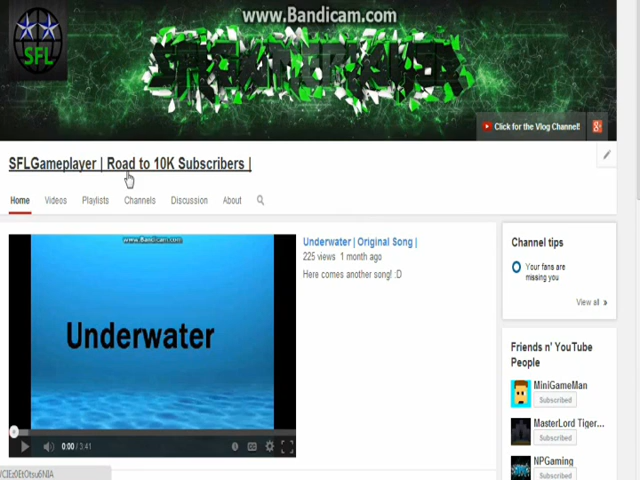 www.Bandicam.com
SFL
Click for the Vlog Channel!
SFLGameplayer | Road to 10K Subscribers |
Home Videos Playlists Channels Discussion About
www.Bandicam.com
Underwater
0:00 / 3:41
Underwater | Original Song |
225 views 1 month ago
Here comes another song! :D
Channel tips
Your fans are
missing you
View all »
Friends n' YouTube
People
MiniGameMan
Subscribed
MasterLord Tiger...
Subscribed
NPGaming
Subscribed